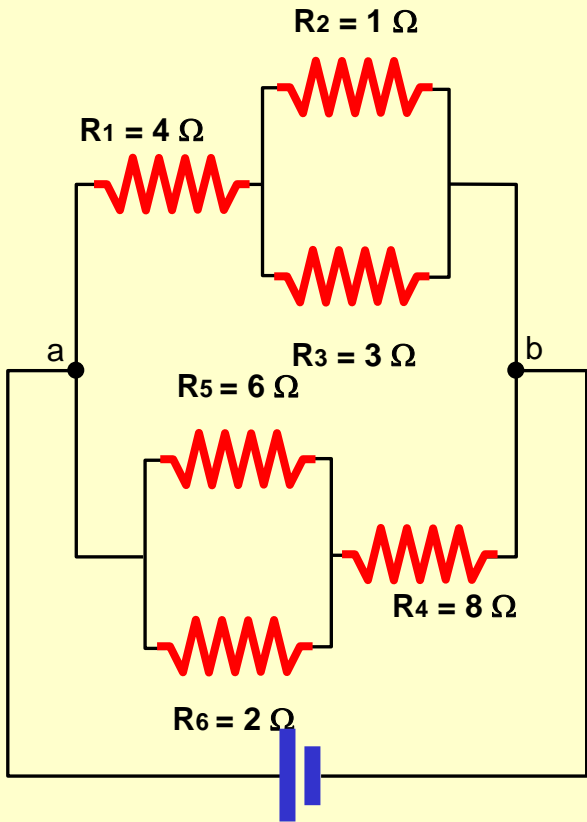 R2 = 1 Ω
R1 = 4 Ω
a
b
R3 = 3 Ω
R5 = 6 Ω
R4 = 8 Ω
R6 = 2 Ω